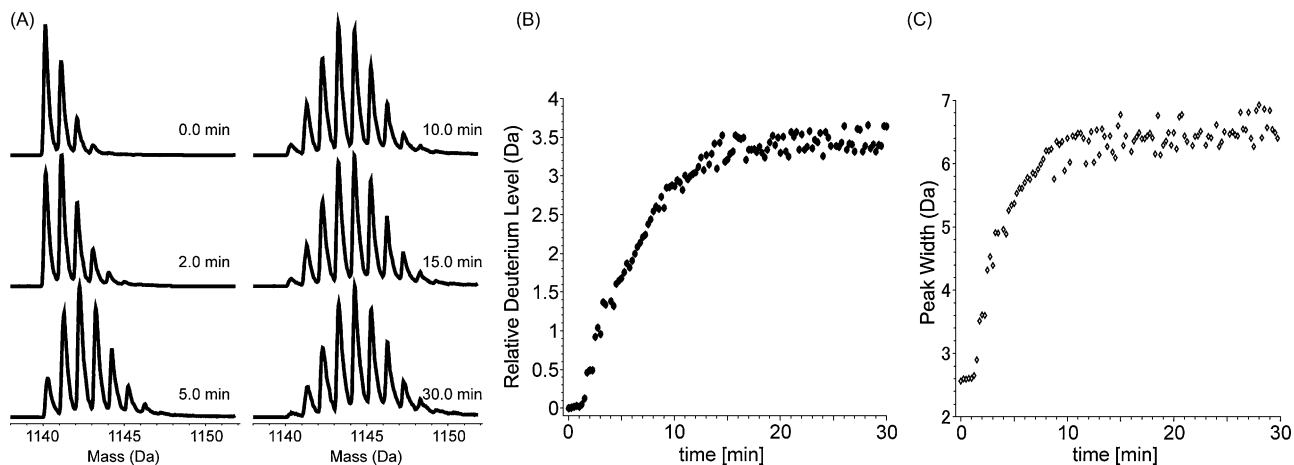 (A)
0.0 min
10.0 min
2.0 min
15.0 min
5.0 min
30.0 min
1140 1145 1150
1140 1145 1150
Mass (Da)
Mass (Da)
(B)
Relative Deuterium Level (Da)
4
3.5
3
2.5
2
1.5
1
0.5
0
0 10 20 30
time [min]
(C)
Peak Width (Da)
7
6
5
4
3
2
0 10 20 30
time [min]